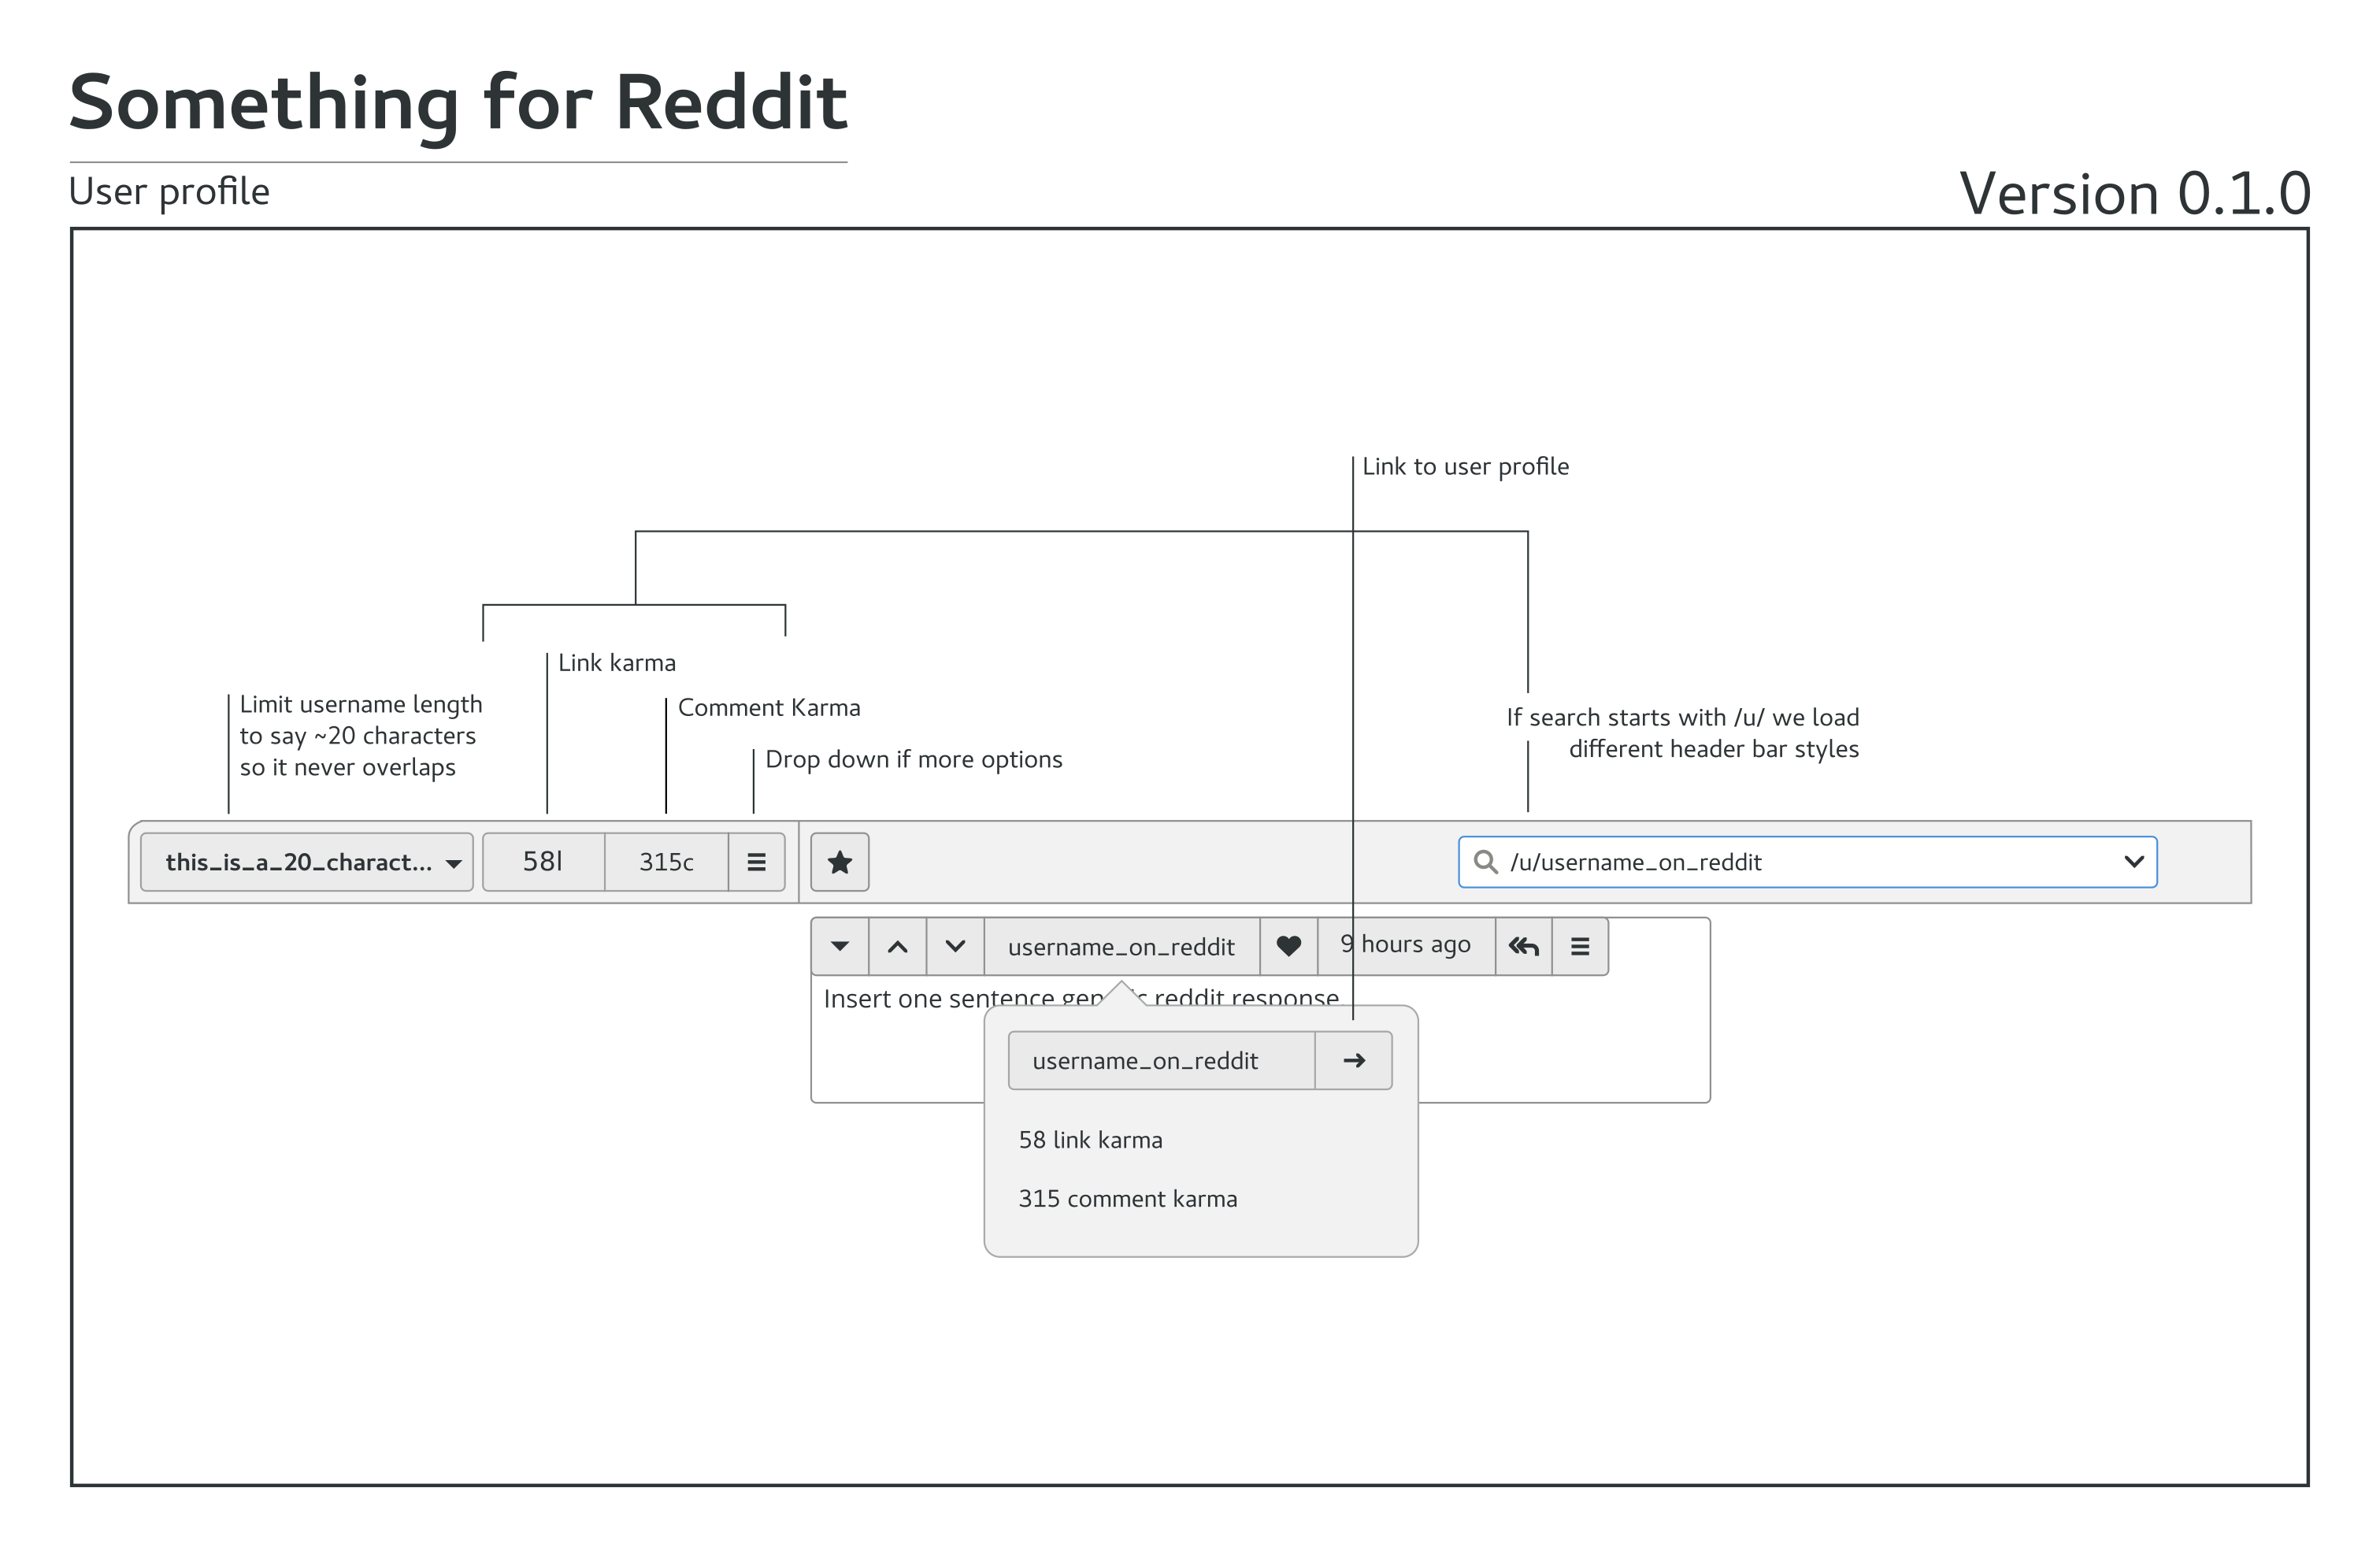 Something for Reddit
User profile
Version 0.1.0
Link to user profile
Link karma
Limit username length
to say ~20 characters
so it never overlaps
Comment Karma
Drop down if more options
If search starts with /u/ we load
different header bar styles
this_is_a_20_charact...
58l
315c
/u/username_on_reddit
username_on_reddit
9 hours ago
Insert one sentence reddit response
username_on_reddit
58 link karma
315 comment karma